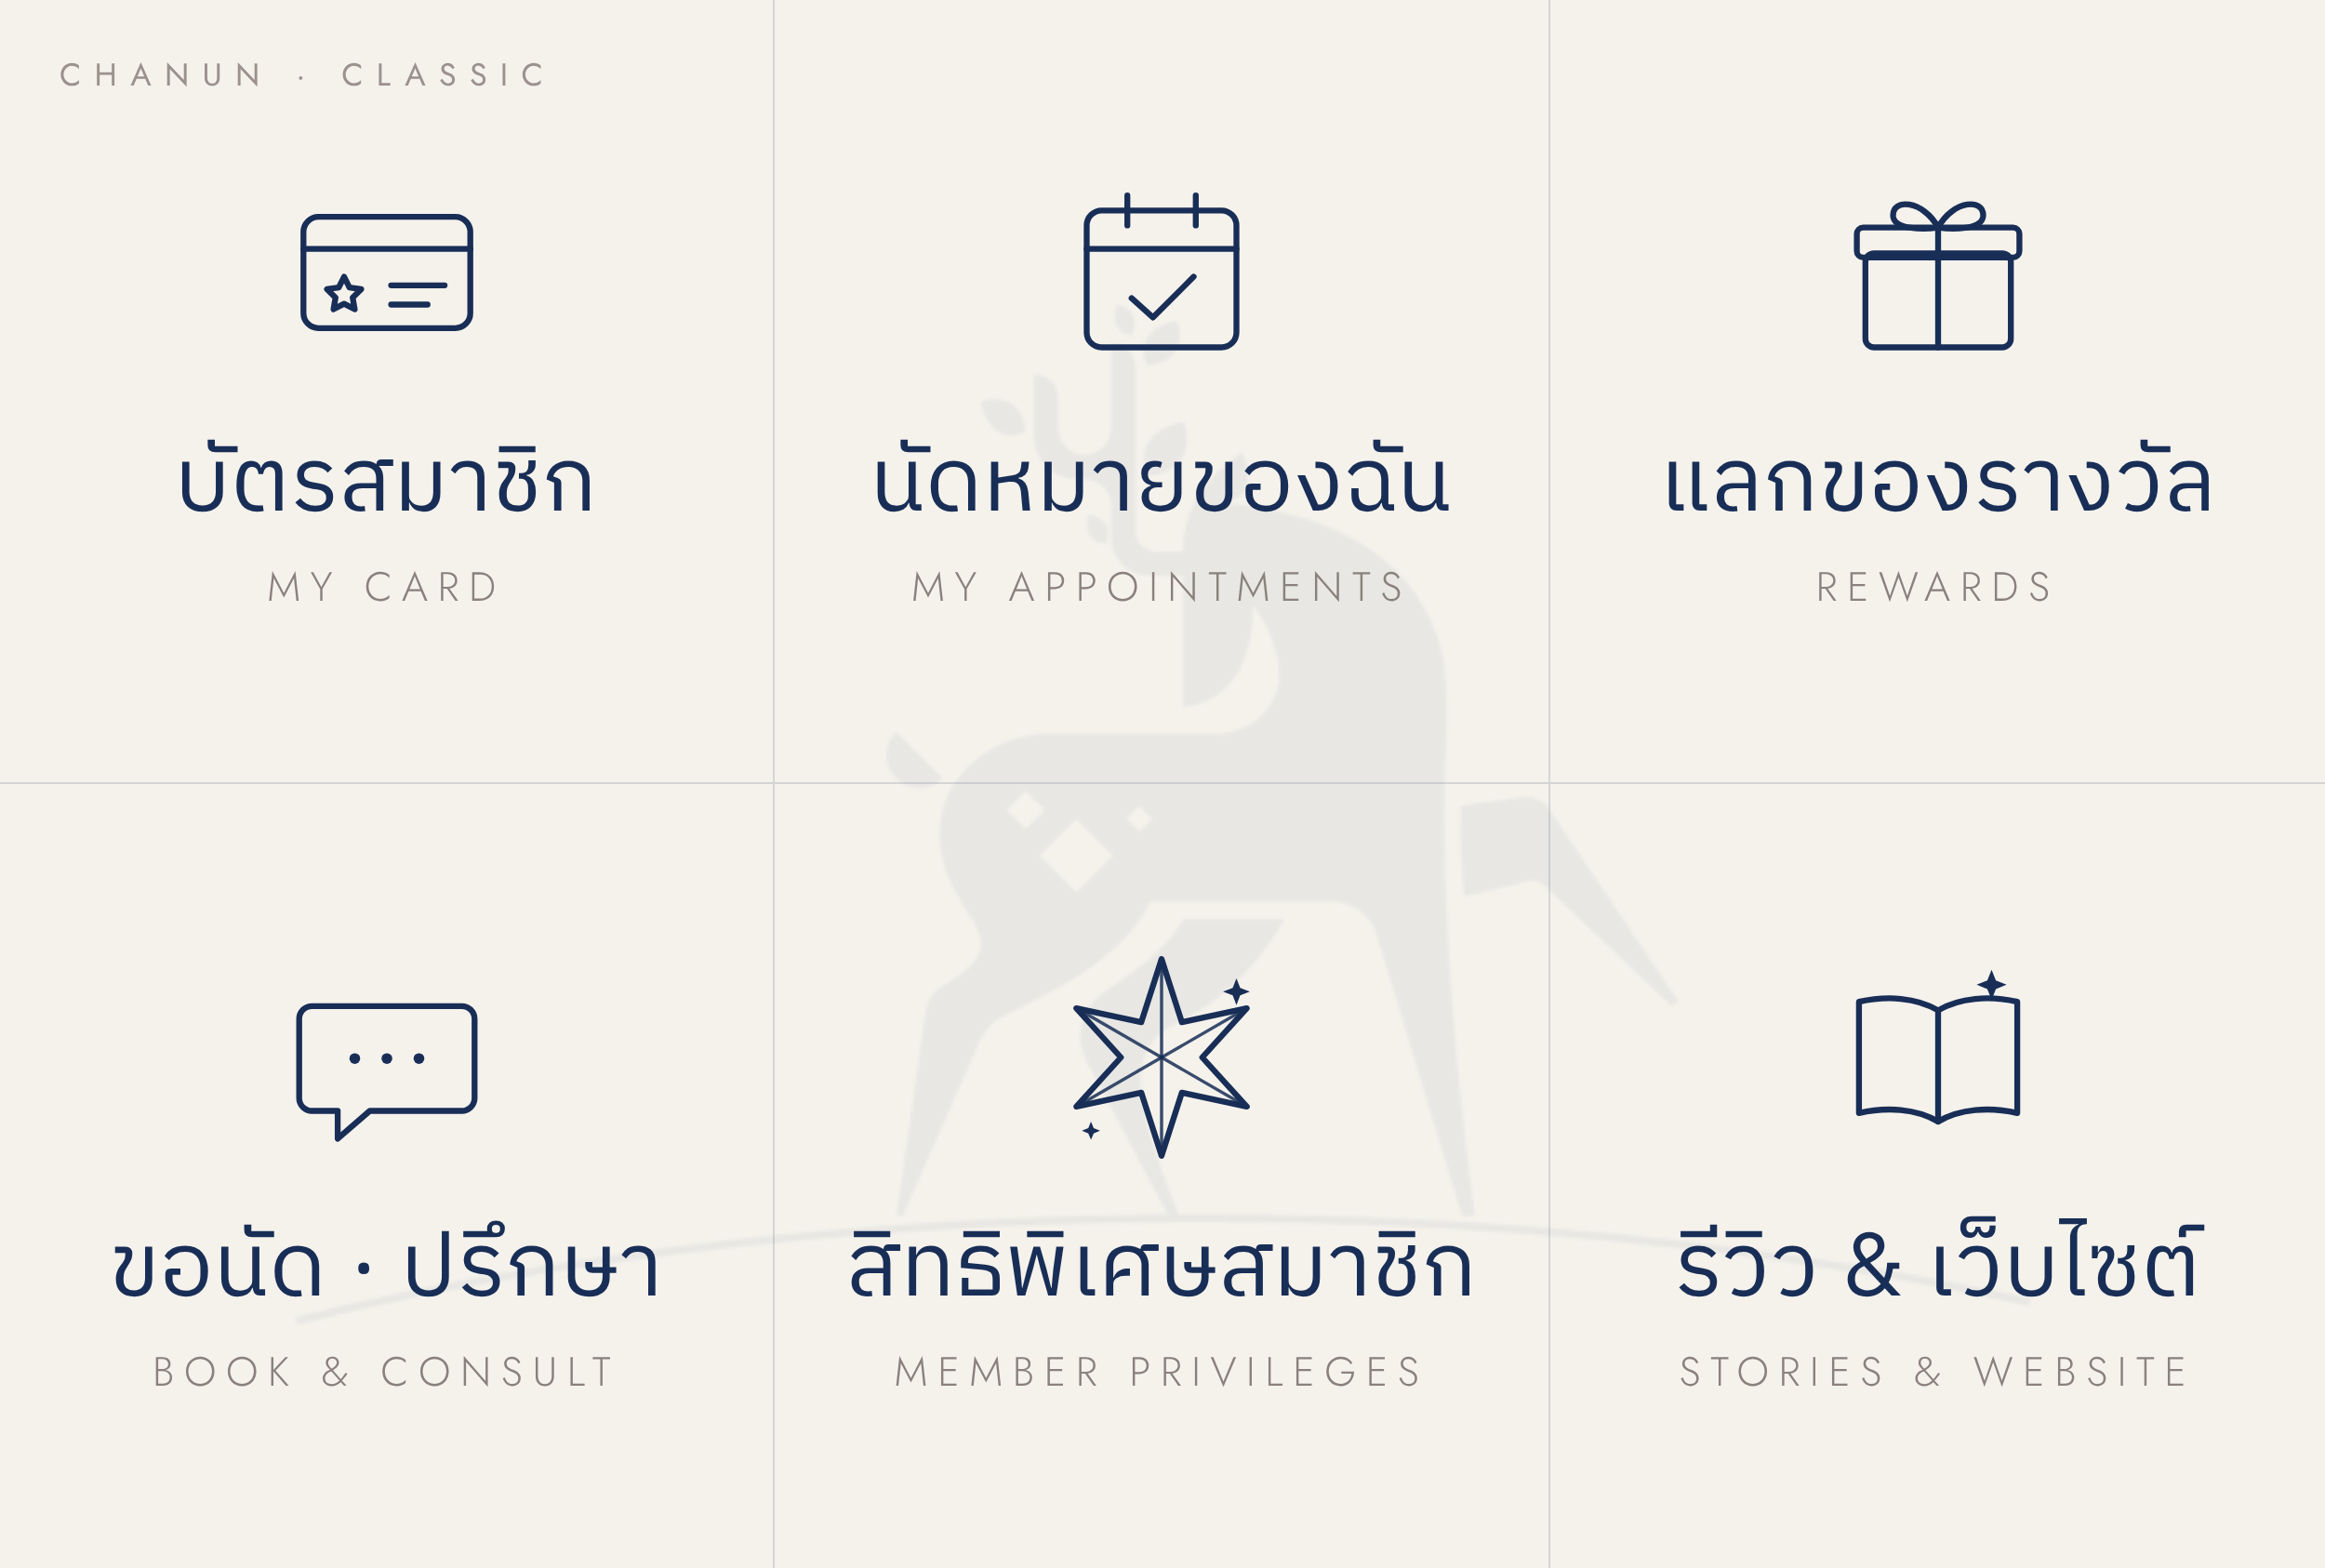 CHANUN · CLASSIC
บัตรสมาชิก
MY CARD
นัดหมายของฉัน
MY APPOINTMENTS
แลกของรางวัล
REWARDS
ขอนัด · ปรึกษา
BOOK & CONSULT
สิทธิพิเศษสมาชิก
MEMBER PRIVILEGES
รีวิว & เว็บไซต์
STORIES & WEBSITE